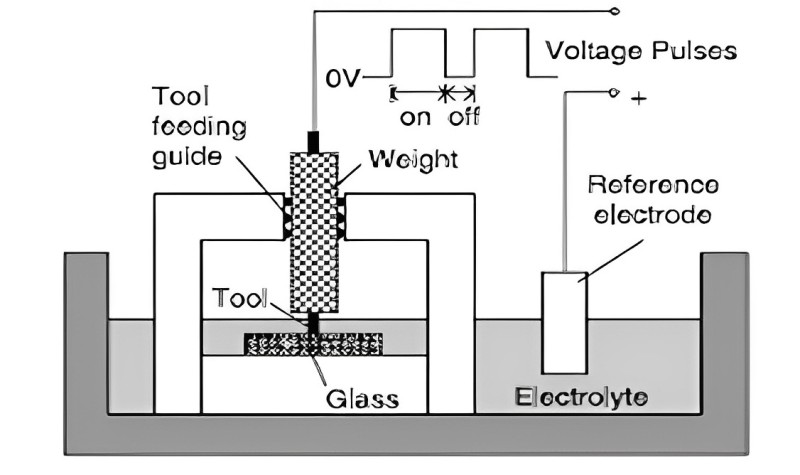 Voltage Pulses
0V
on off
+
Tool
feeding
guide
Weight
Reference
electrode
Tool
Glass
Electrolyte